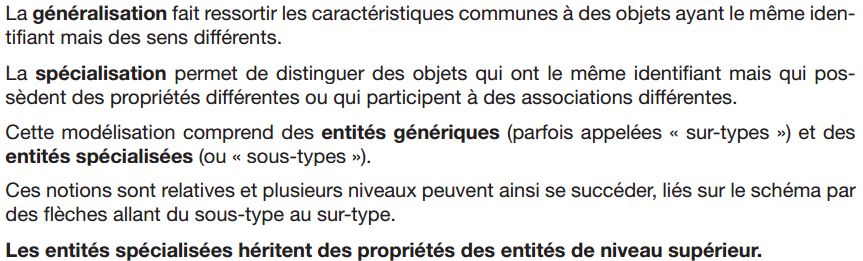 La généralisation fait ressortir les caractéristiques communes à des objets ayant le même iden-
tifiant mais des sens différents.
La spécialisation permet de distinguer des objets qui ont le même identifiant mais qui pos-
sèdent des propriétés différentes ou qui participent à des associations différentes.
Cette modélisation comprend des entités génériques (parfois appelées « sur-types ») et des
entités spécialisées (ou « sous-types »).
Ces notions sont relatives et plusieurs niveaux peuvent ainsi se succéder, liés sur le schéma par
des flèches allant du sous-type au sur-type.
Les entités spécialisées héritent des propriétés des entités de niveau supérieur.